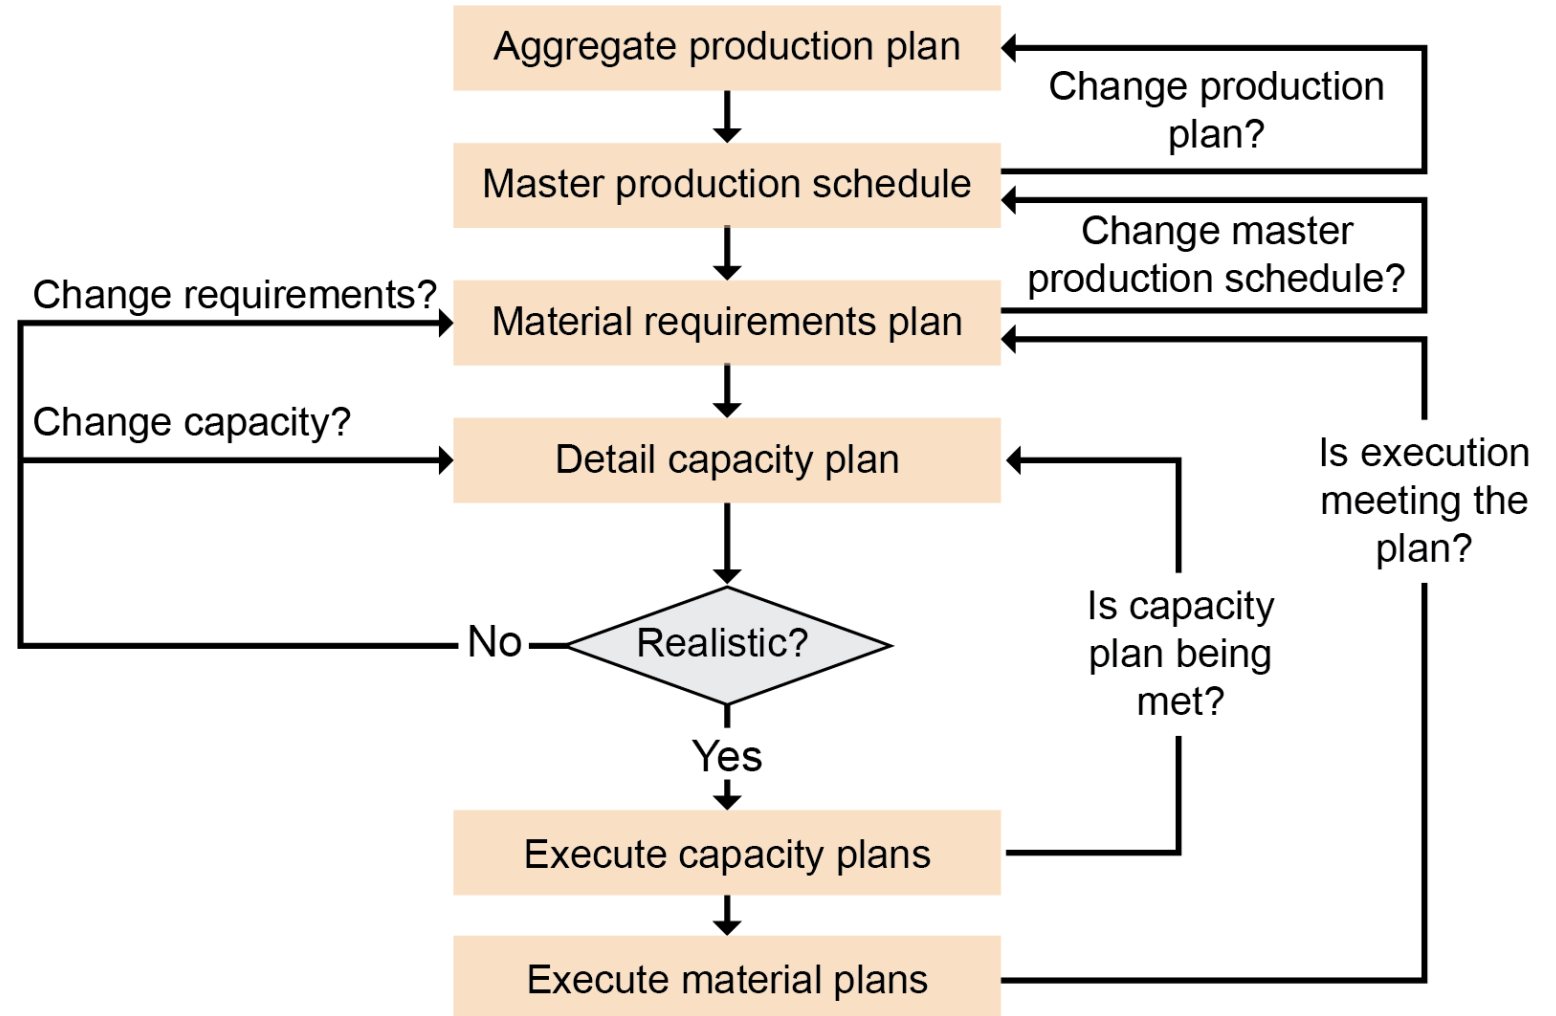 Aggregate production plan
Change production
plan?
Master production schedule
Change master
production schedule?
Change requirements?
Material requirements plan
Change capacity?
Detail capacity plan
Is execution
meeting the
plan?
Is capacity
plan being
met?
No
Realistic?
Yes
Execute capacity plans
Execute material plans